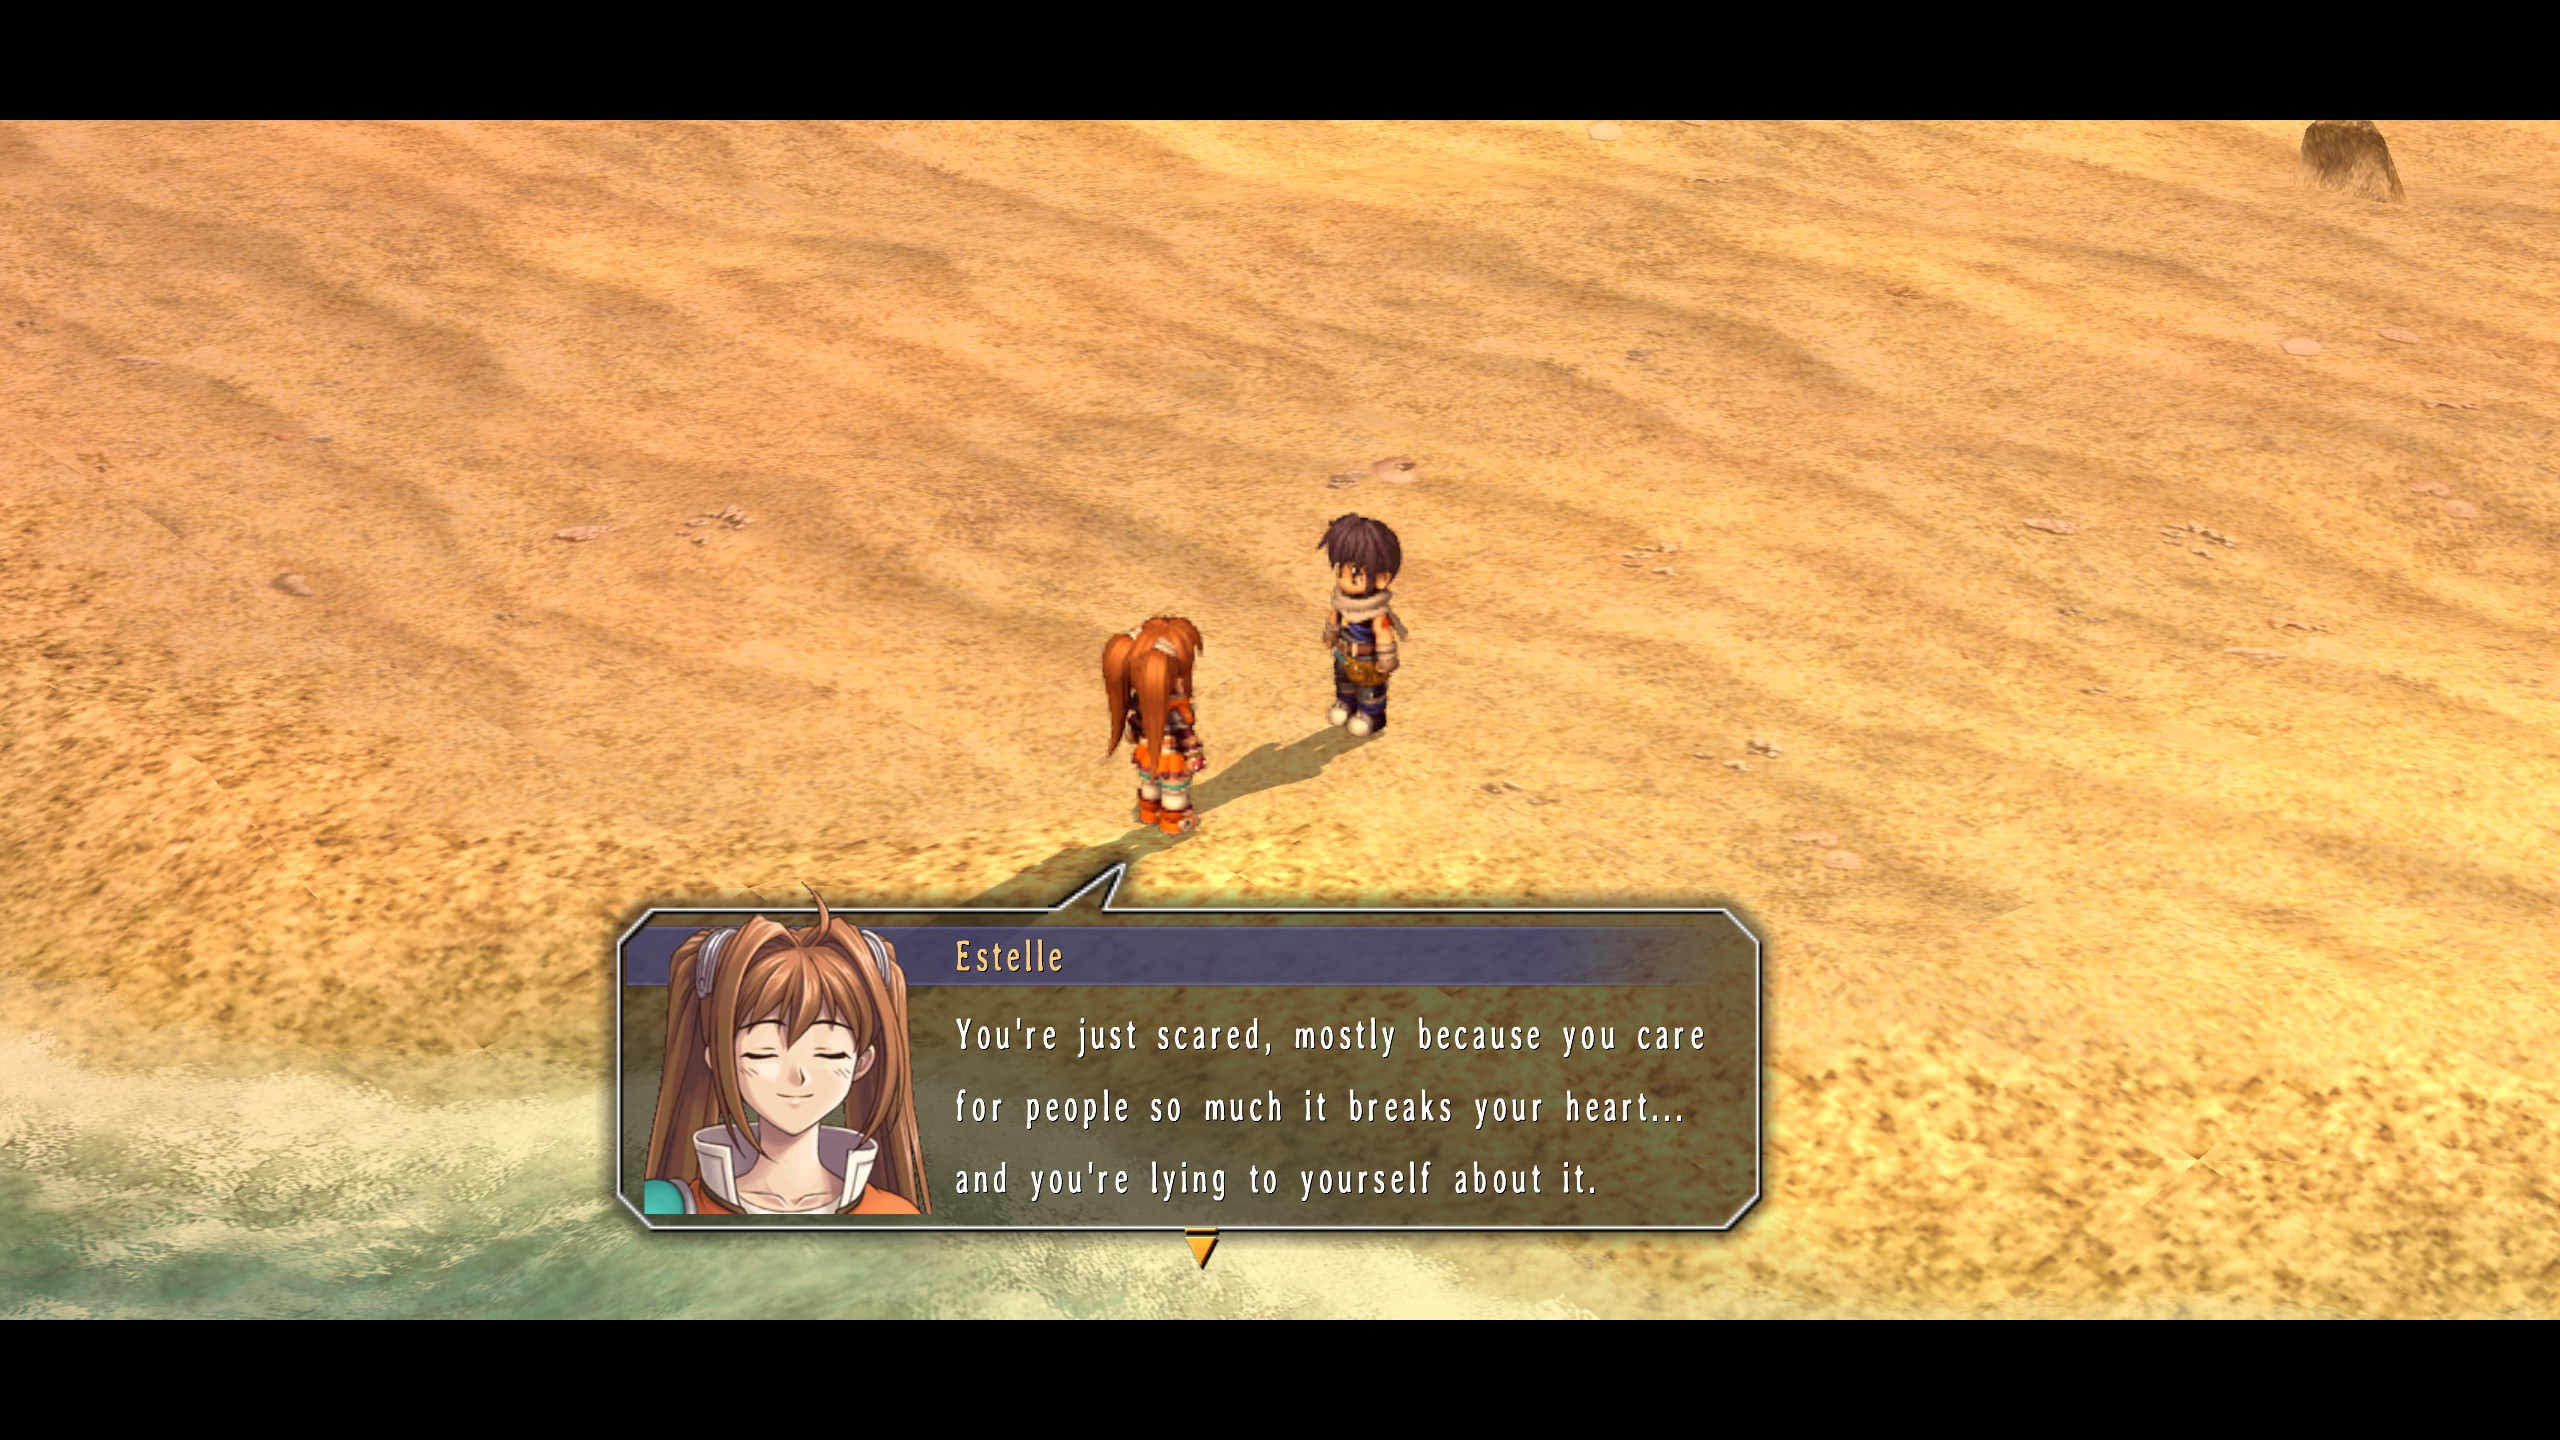 Estelle
You're just scared, mostly because you care
for people so much it breaks your heart...
and you're lying to yourself about it.